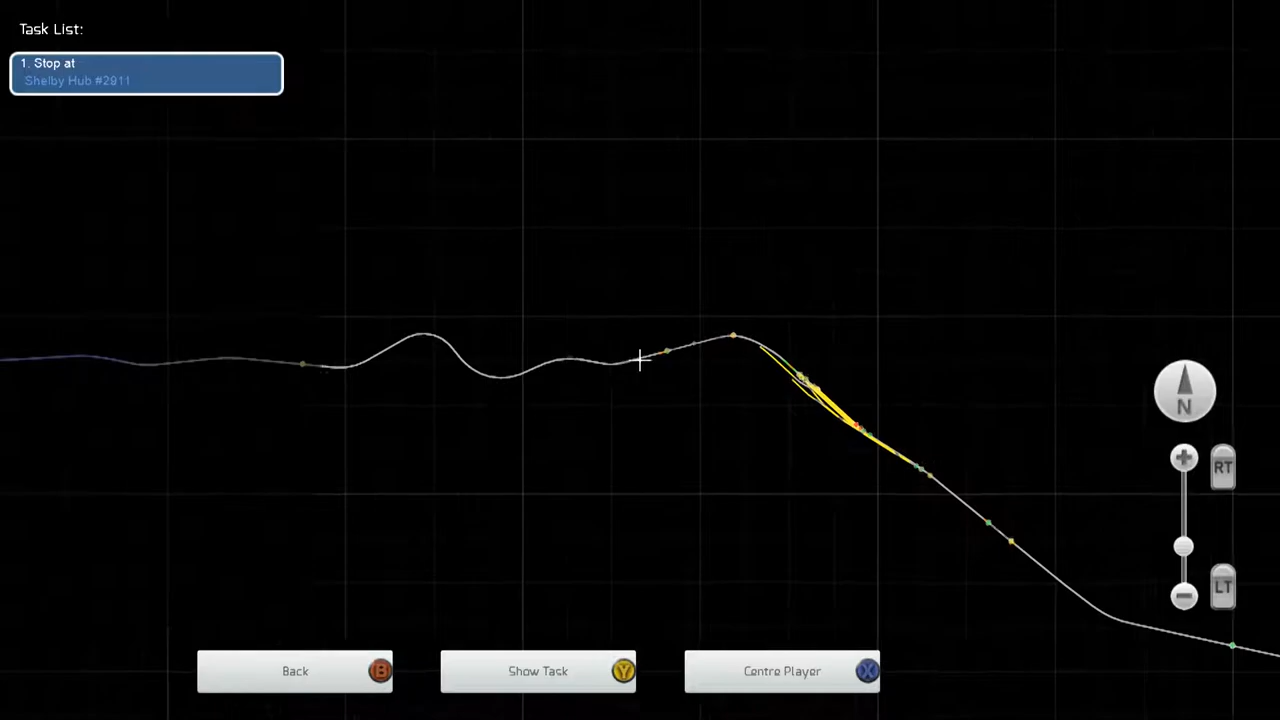 Task List:
1. Stop at
Shelby Hub #2911
N
RT
LT
Back B
Show Task Y
Centre Player X